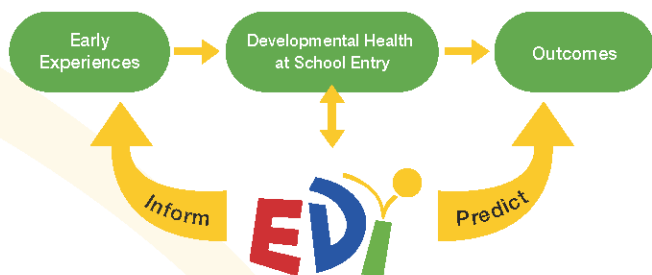 Early
Experiences
Developmental Health
at School Entry
Outcomes
Inform
EDI
Predict